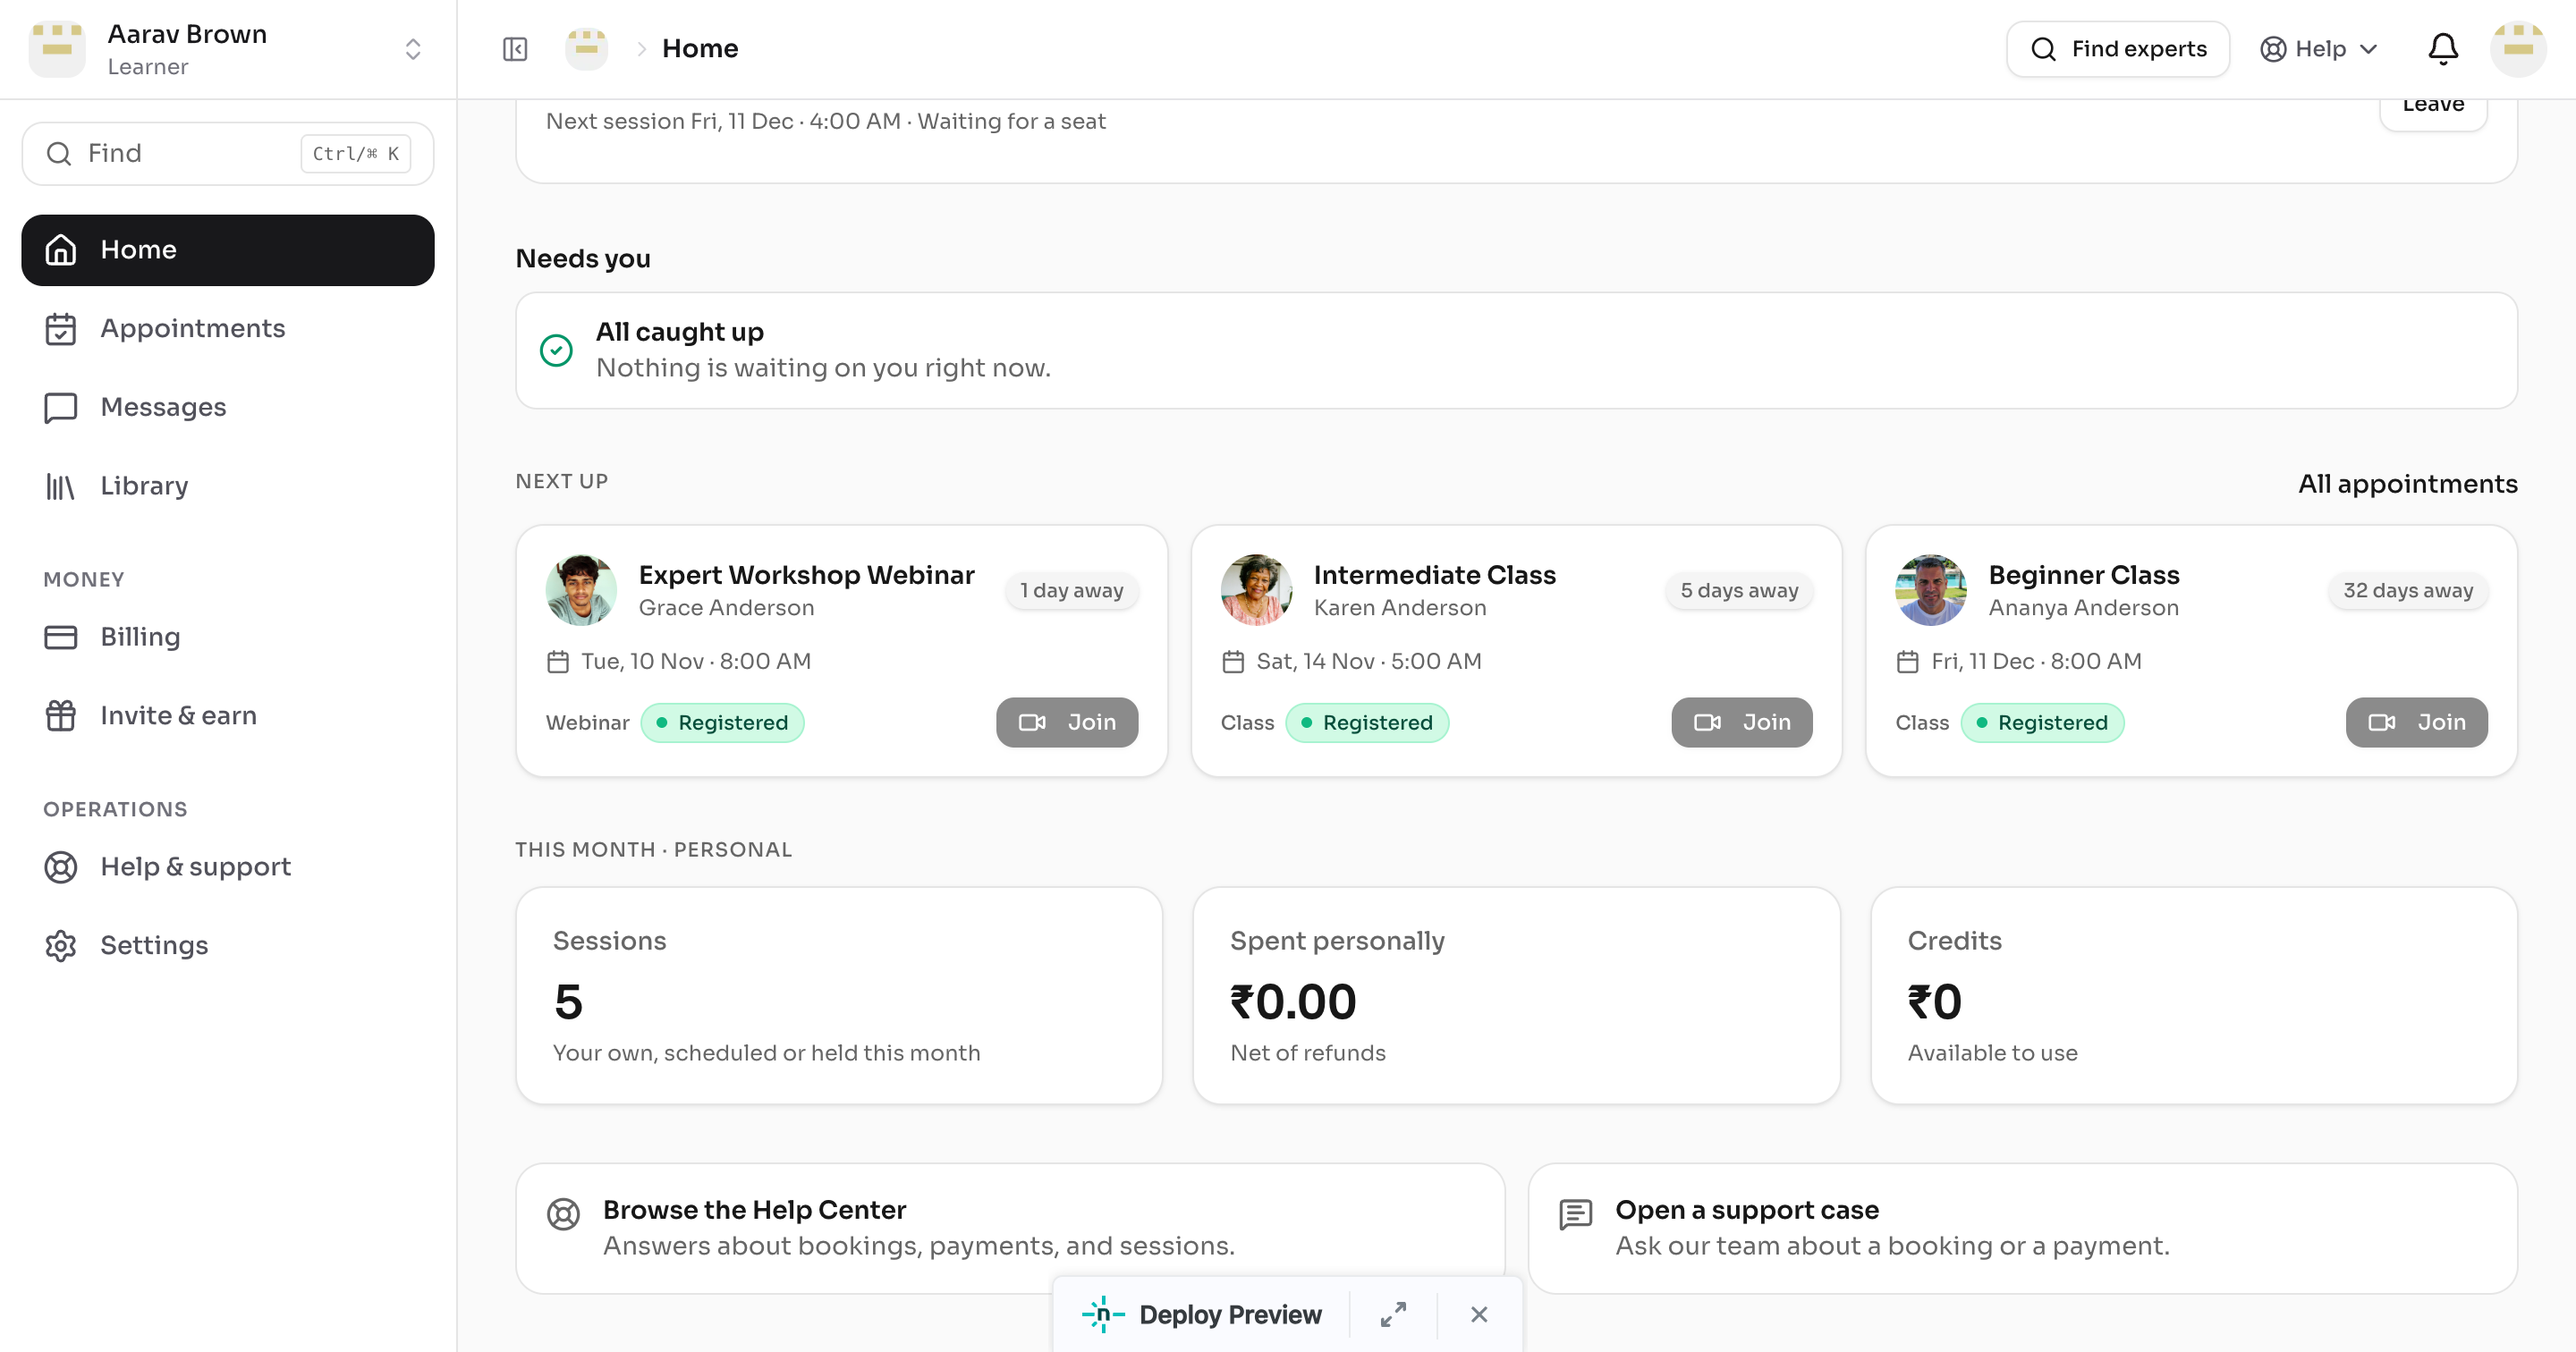 Aarav Brown
Learner
Find
Ctrl/⌘ K
Home
Appointments
Messages
Library
MONEY
Billing
Invite & earn
OPERATIONS
Help & support
Settings
Home
Find experts
Help
Next session Fri, 11 Dec · 4:00 AM · Waiting for a seat
Leave
Needs you
All caught up
Nothing is waiting on you right now.
NEXT UP
All appointments
Expert Workshop Webinar
Grace Anderson
1 day away
Tue, 10 Nov · 8:00 AM
Webinar
Registered
Join
Intermediate Class
Karen Anderson
5 days away
Sat, 14 Nov · 5:00 AM
Class
Registered
Join
Beginner Class
Ananya Anderson
32 days away
Fri, 11 Dec · 8:00 AM
Class
Registered
Join
THIS MONTH · PERSONAL
Sessions
5
Your own, scheduled or held this month
Spent personally
₹0.00
Net of refunds
Credits
₹0
Available to use
Browse the Help Center
Answers about bookings, payments, and sessions.
Open a support case
Ask our team about a booking or a payment.
Deploy Preview